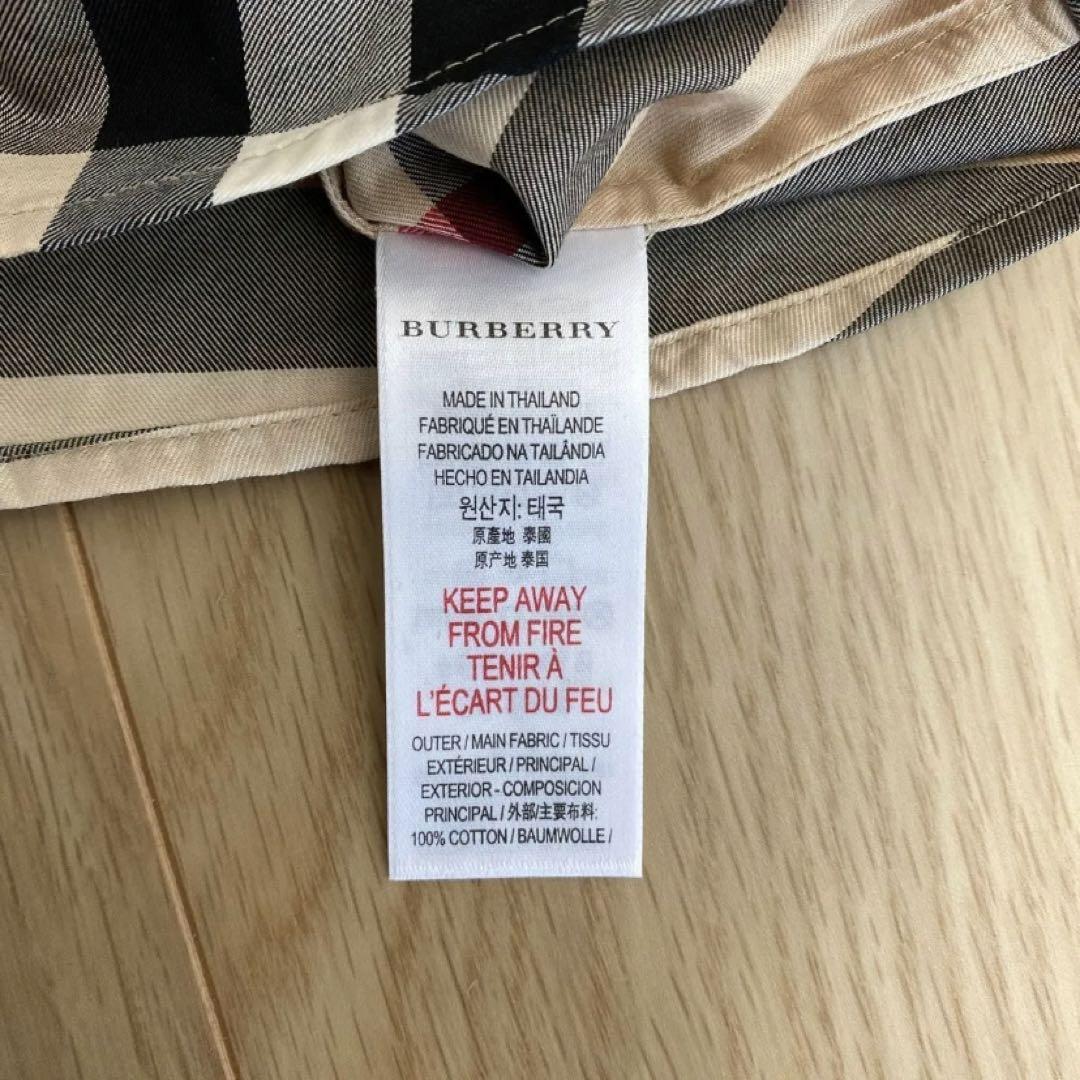 BURBERRY
MADE IN THAILAND
FABRIQUÉ EN THAÏLANDE
FABRICADO NA TAILÂNDIA
HECHO EN TAILANDIA
원산지: 태국
原產地 泰國
原产地 泰国
KEEP AWAY
FROM FIRE
TENIR À
L'ÉCART DU FEU
OUTER / MAIN FABRIC / TISSU
EXTÉRIEUR / PRINCIPAL /
EXTERIOR - COMPOSICION
PRINCIPAL / 外部/主要布料:
100% COTTON / BAUMWOLLE /